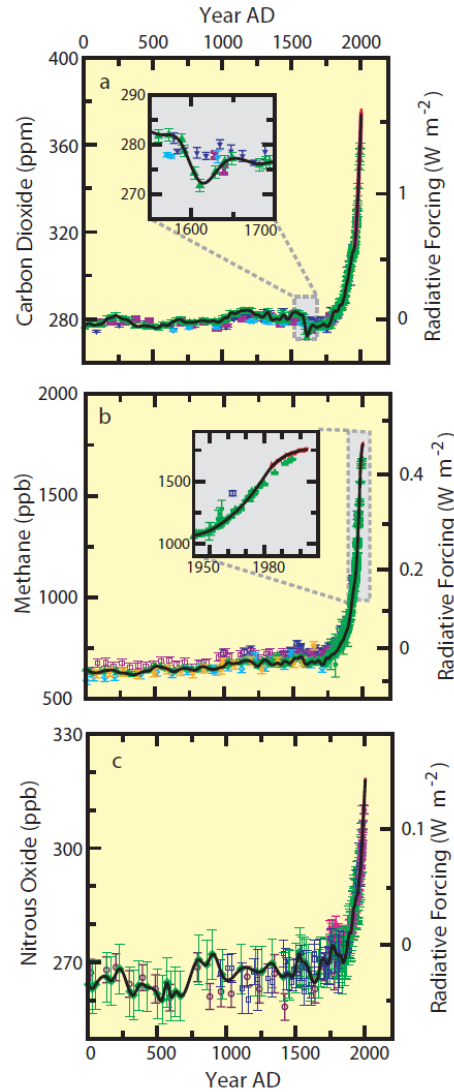 Year AD
0 500 1000 1500 2000
a
400
360
320
280
Carbon Dioxide (ppm)
290
280
270
1600 1700
1
0
Radiative Forcing (W m-2)
b
2000
1500
1000
500
Methane (ppb)
1500
1000
1950 1980
0.4
0.2
0
Radiative Forcing (W m-2)
c
330
300
270
Nitrous Oxide (ppb)
0.1
0
Radiative Forcing (W m-2)
0 500 1000 1500 2000
Year AD